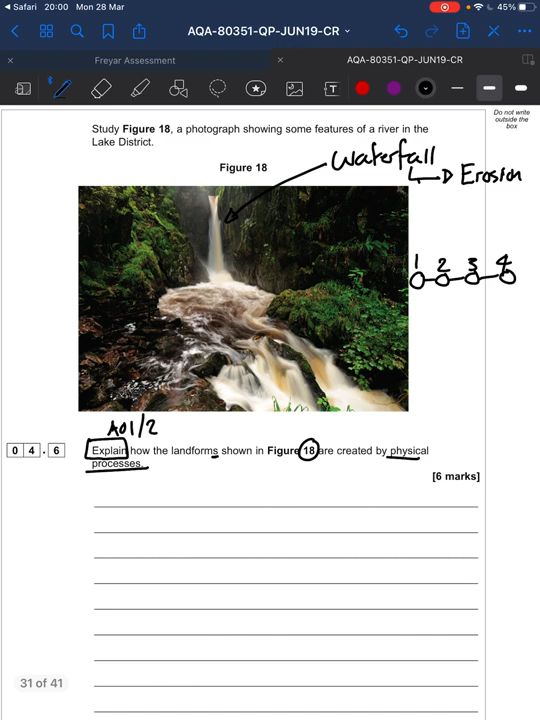 Safari 20:00 Mon 28 Mar 45%
AQA-80351-QP-JUN19-CR
Freyar Assessment
AQA-80351-QP-JUN19-CR
T
Do not write
outside the
box
Study Figure 18, a photograph showing some features of a river in the
Lake District.
Figure 18
Waterfall
Erosion
1 2 3 4
AO1/2
0 4 . 6 Explain how the landforms shown in Figure 18 are created by physical
processes.
[6 marks]
31 of 41